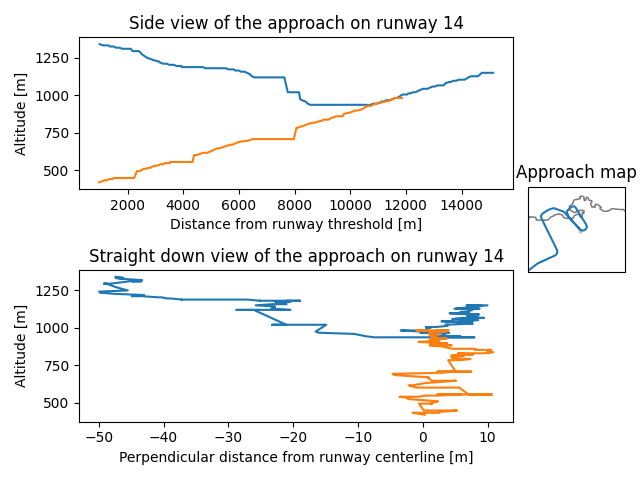 Side view of the approach on runway 14
1250
1000
750
500
Altitude [m]
2000 4000 6000 8000 10000 12000 14000
Distance from runway threshold [m]
Approach map
Straight down view of the approach on runway 14
1250
1000
750
500
Altitude [m]
−50 −40 −30 −20 −10 0 10
Perpendicular distance from runway centerline [m]